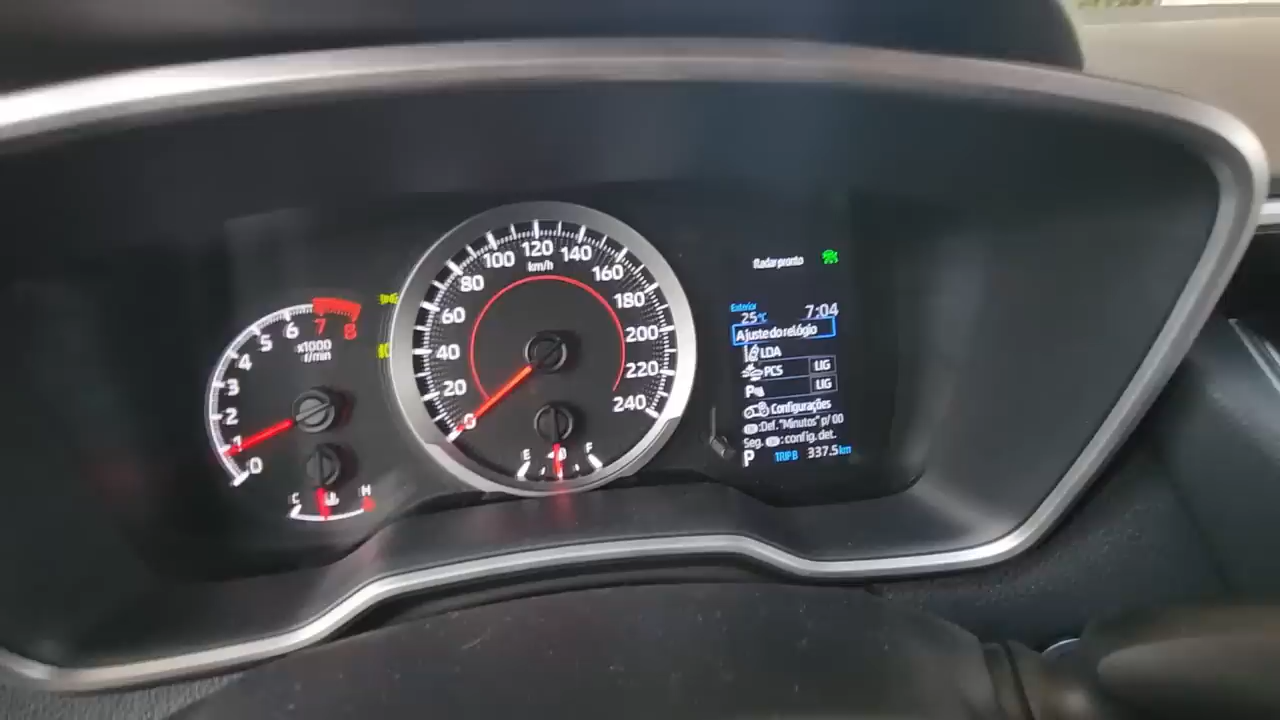 0
1
2
3
4
5
6
7
8
x1000
r/min
C
H
0
20
40
60
80
100
120
140
160
180
200
220
240
km/h
E
F
Radar pronto
Exterior
25°C 7:04
Ajuste do relógio
LDA
PCS LIG
P LIG
Configurações
:Def. "Minutos" p/ 00
Seg. :config. det.
P TRIP B 337.5 km